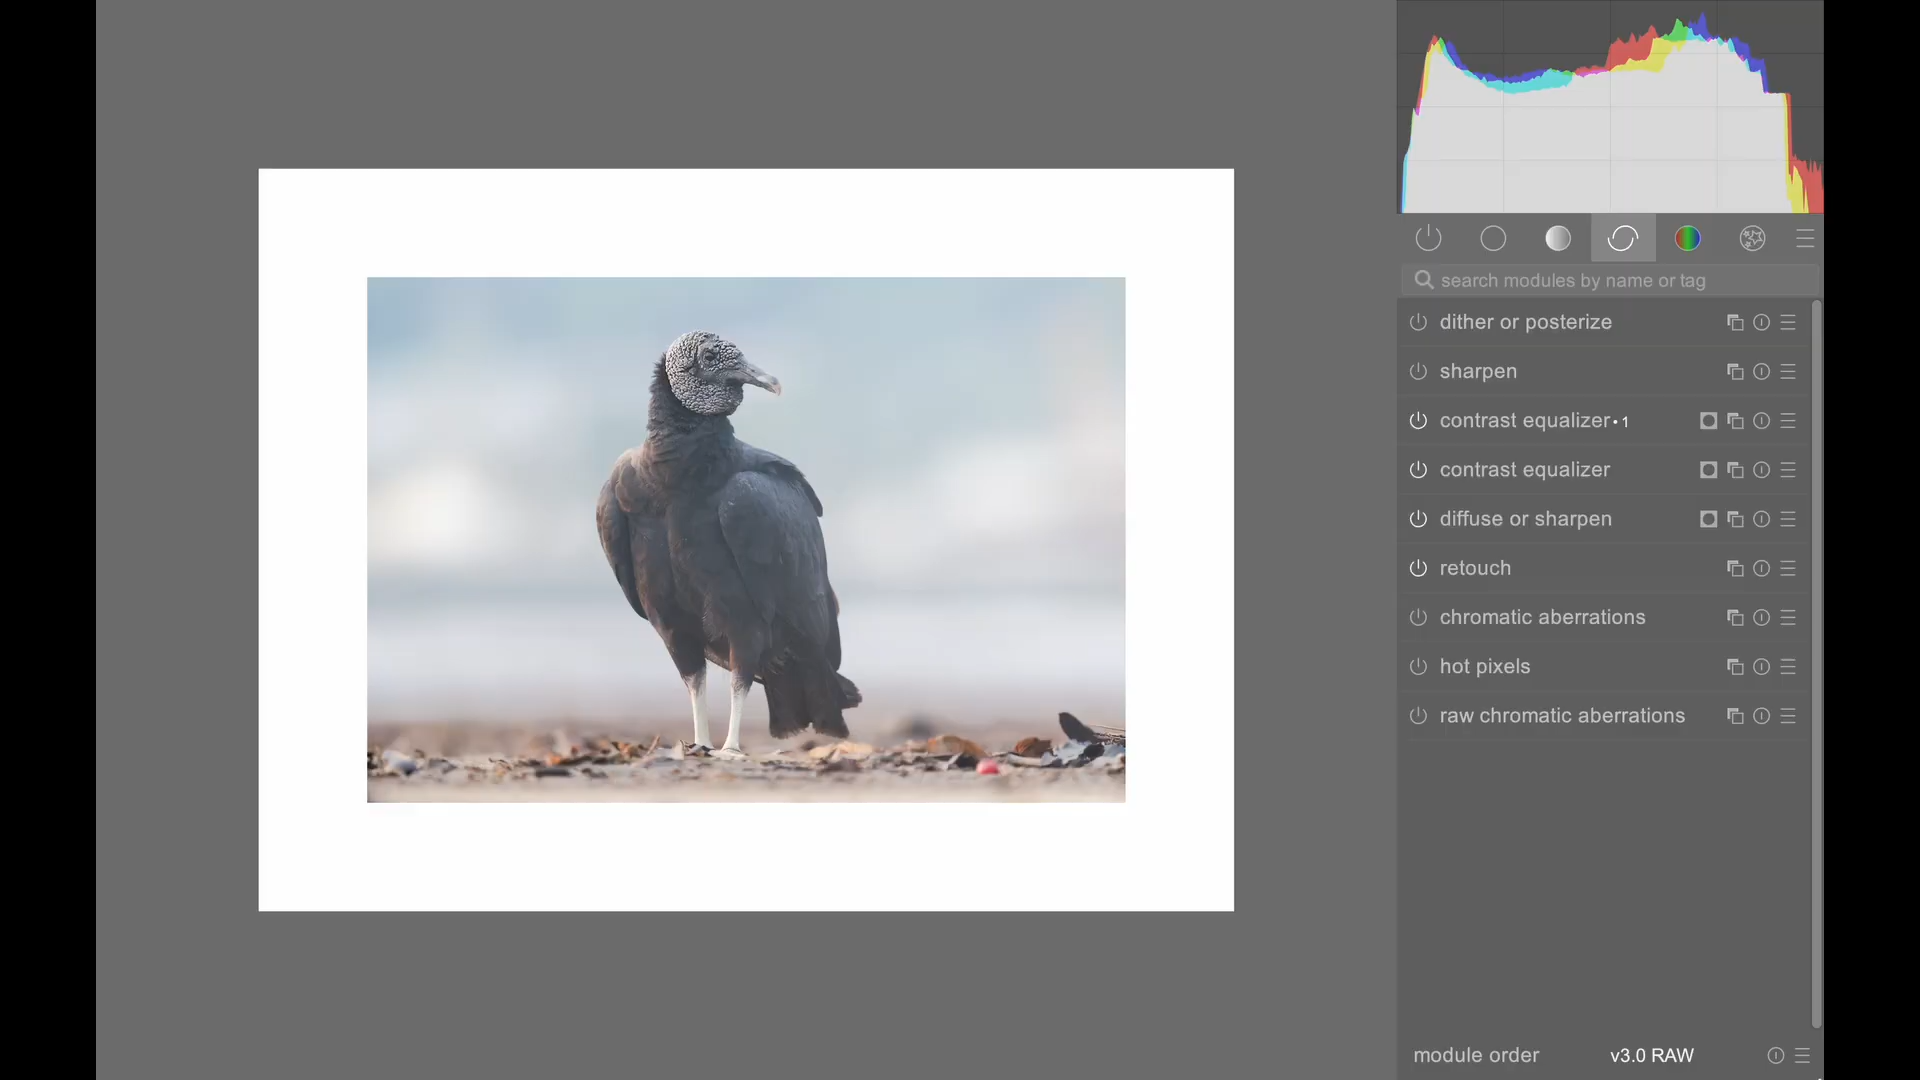 search modules by name or tag
dither or posterize
sharpen
contrast equalizer • 1
contrast equalizer
diffuse or sharpen
retouch
chromatic aberrations
hot pixels
raw chromatic aberrations
module order v3.0 RAW